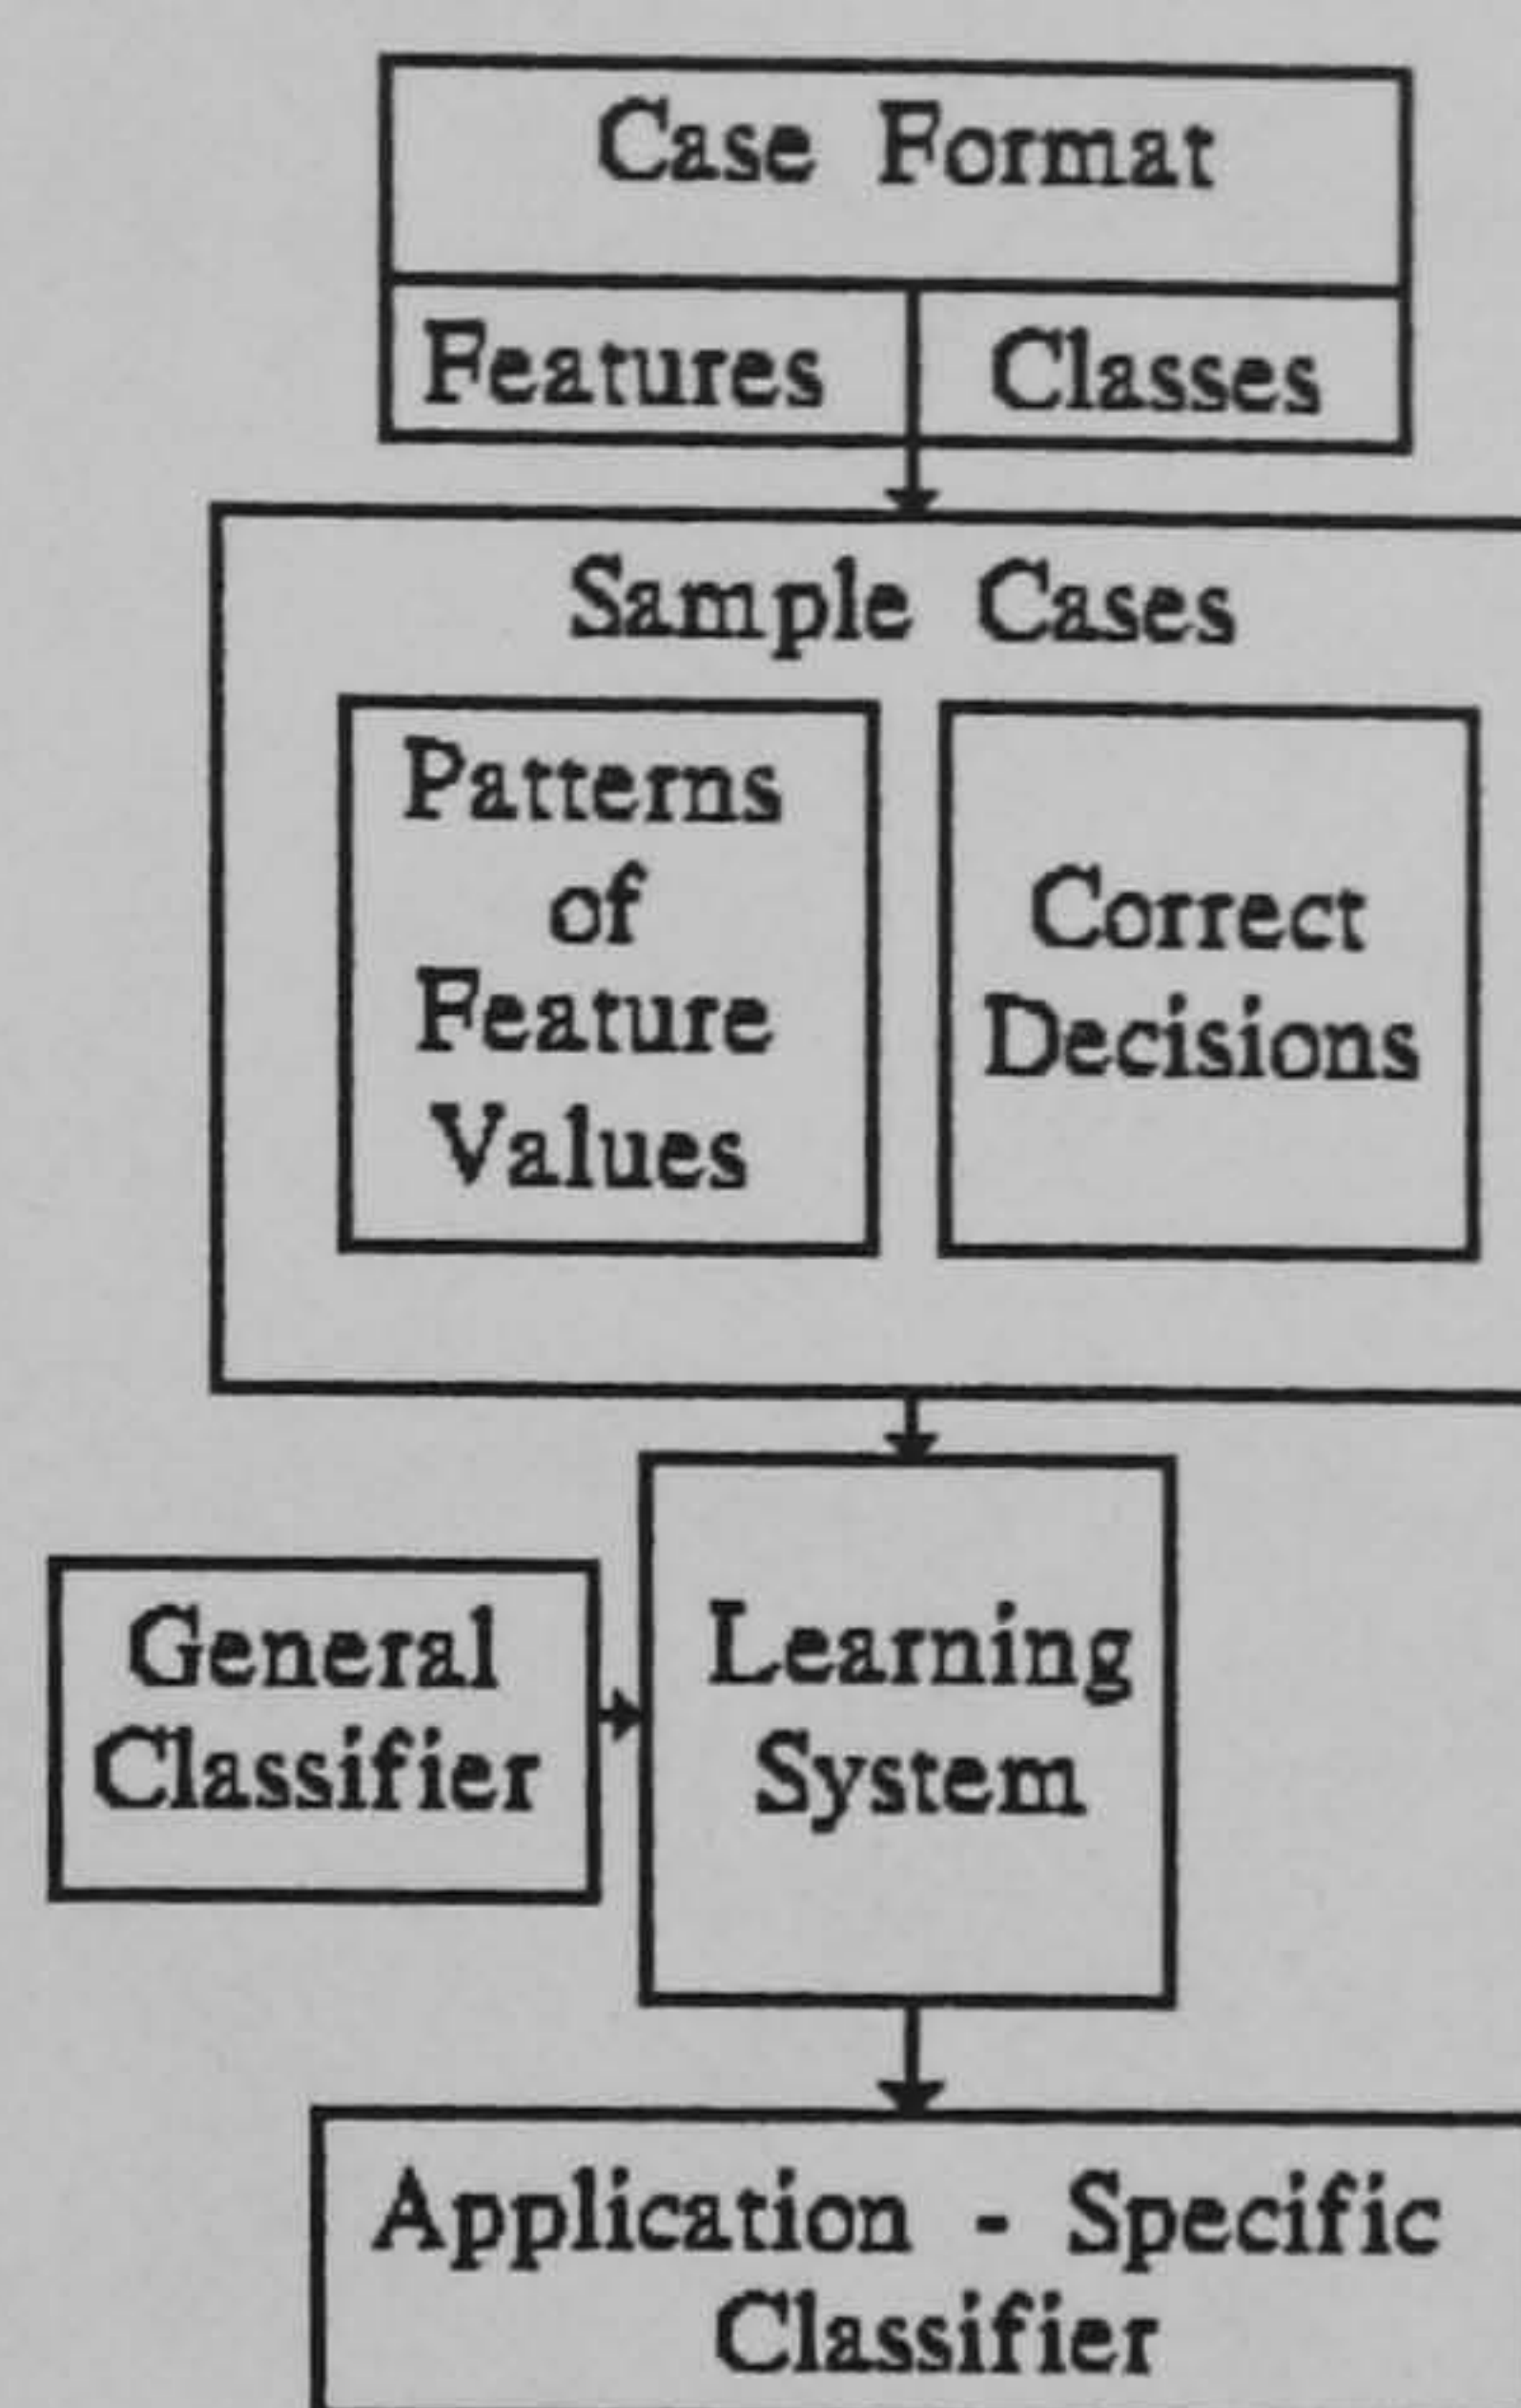 Case Format
Features Classes
Sample Cases
Patterns
of
Feature
Values
Correct
Decisions
General
Classifier
Learning
System
Application - Specific
Classifier